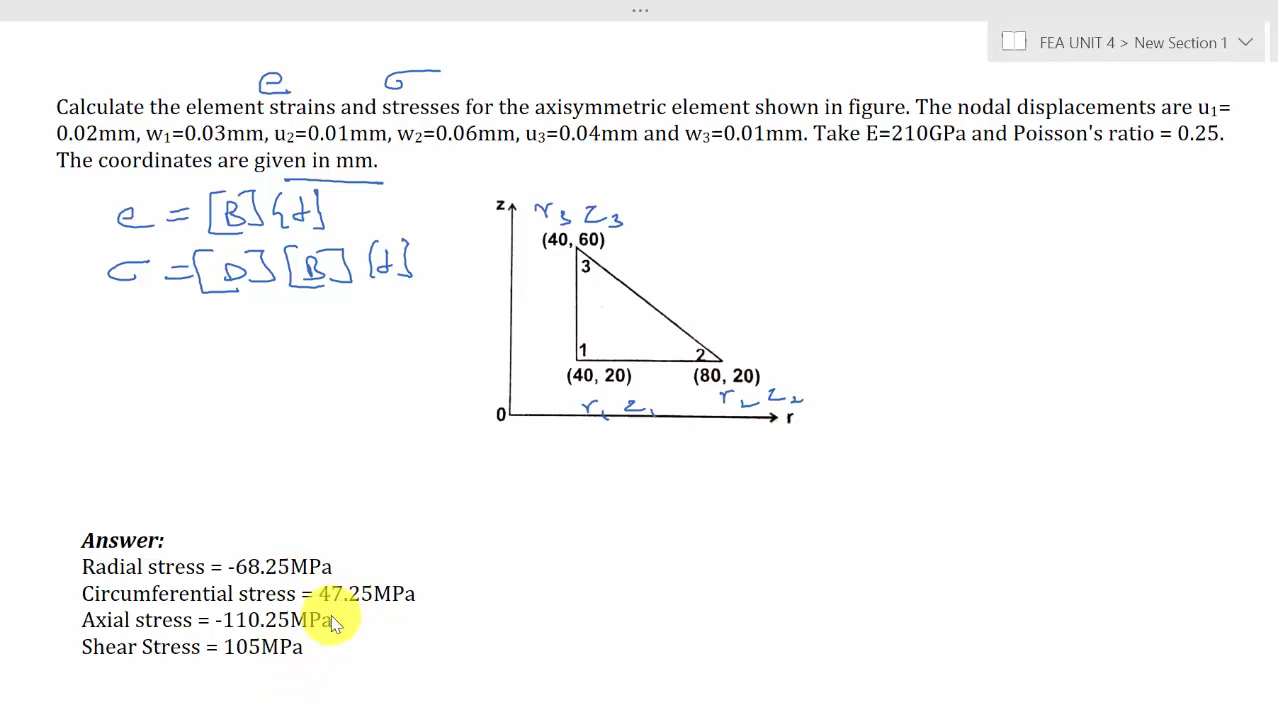 ...
FEA UNIT 4 > New Section 1
e σ
Calculate the element strains and stresses for the axisymmetric element shown in figure. The nodal displacements are u₁=
0.02mm, w₁=0.03mm, u₂=0.01mm, w₂=0.06mm, u₃=0.04mm and w₃=0.01mm. Take E=210GPa and Poisson's ratio = 0.25.
The coordinates are given in mm.
e = [B]{d}
σ = [D][B]{d}
z
r₃ z₃
(40, 60)
3
1
2
(40, 20) (80, 20)
r₁ z₁
r₂ z₂
0
r
Answer:
Radial stress = -68.25MPa
Circumferential stress = 47.25MPa
Axial stress = -110.25MPa
Shear Stress = 105MPa